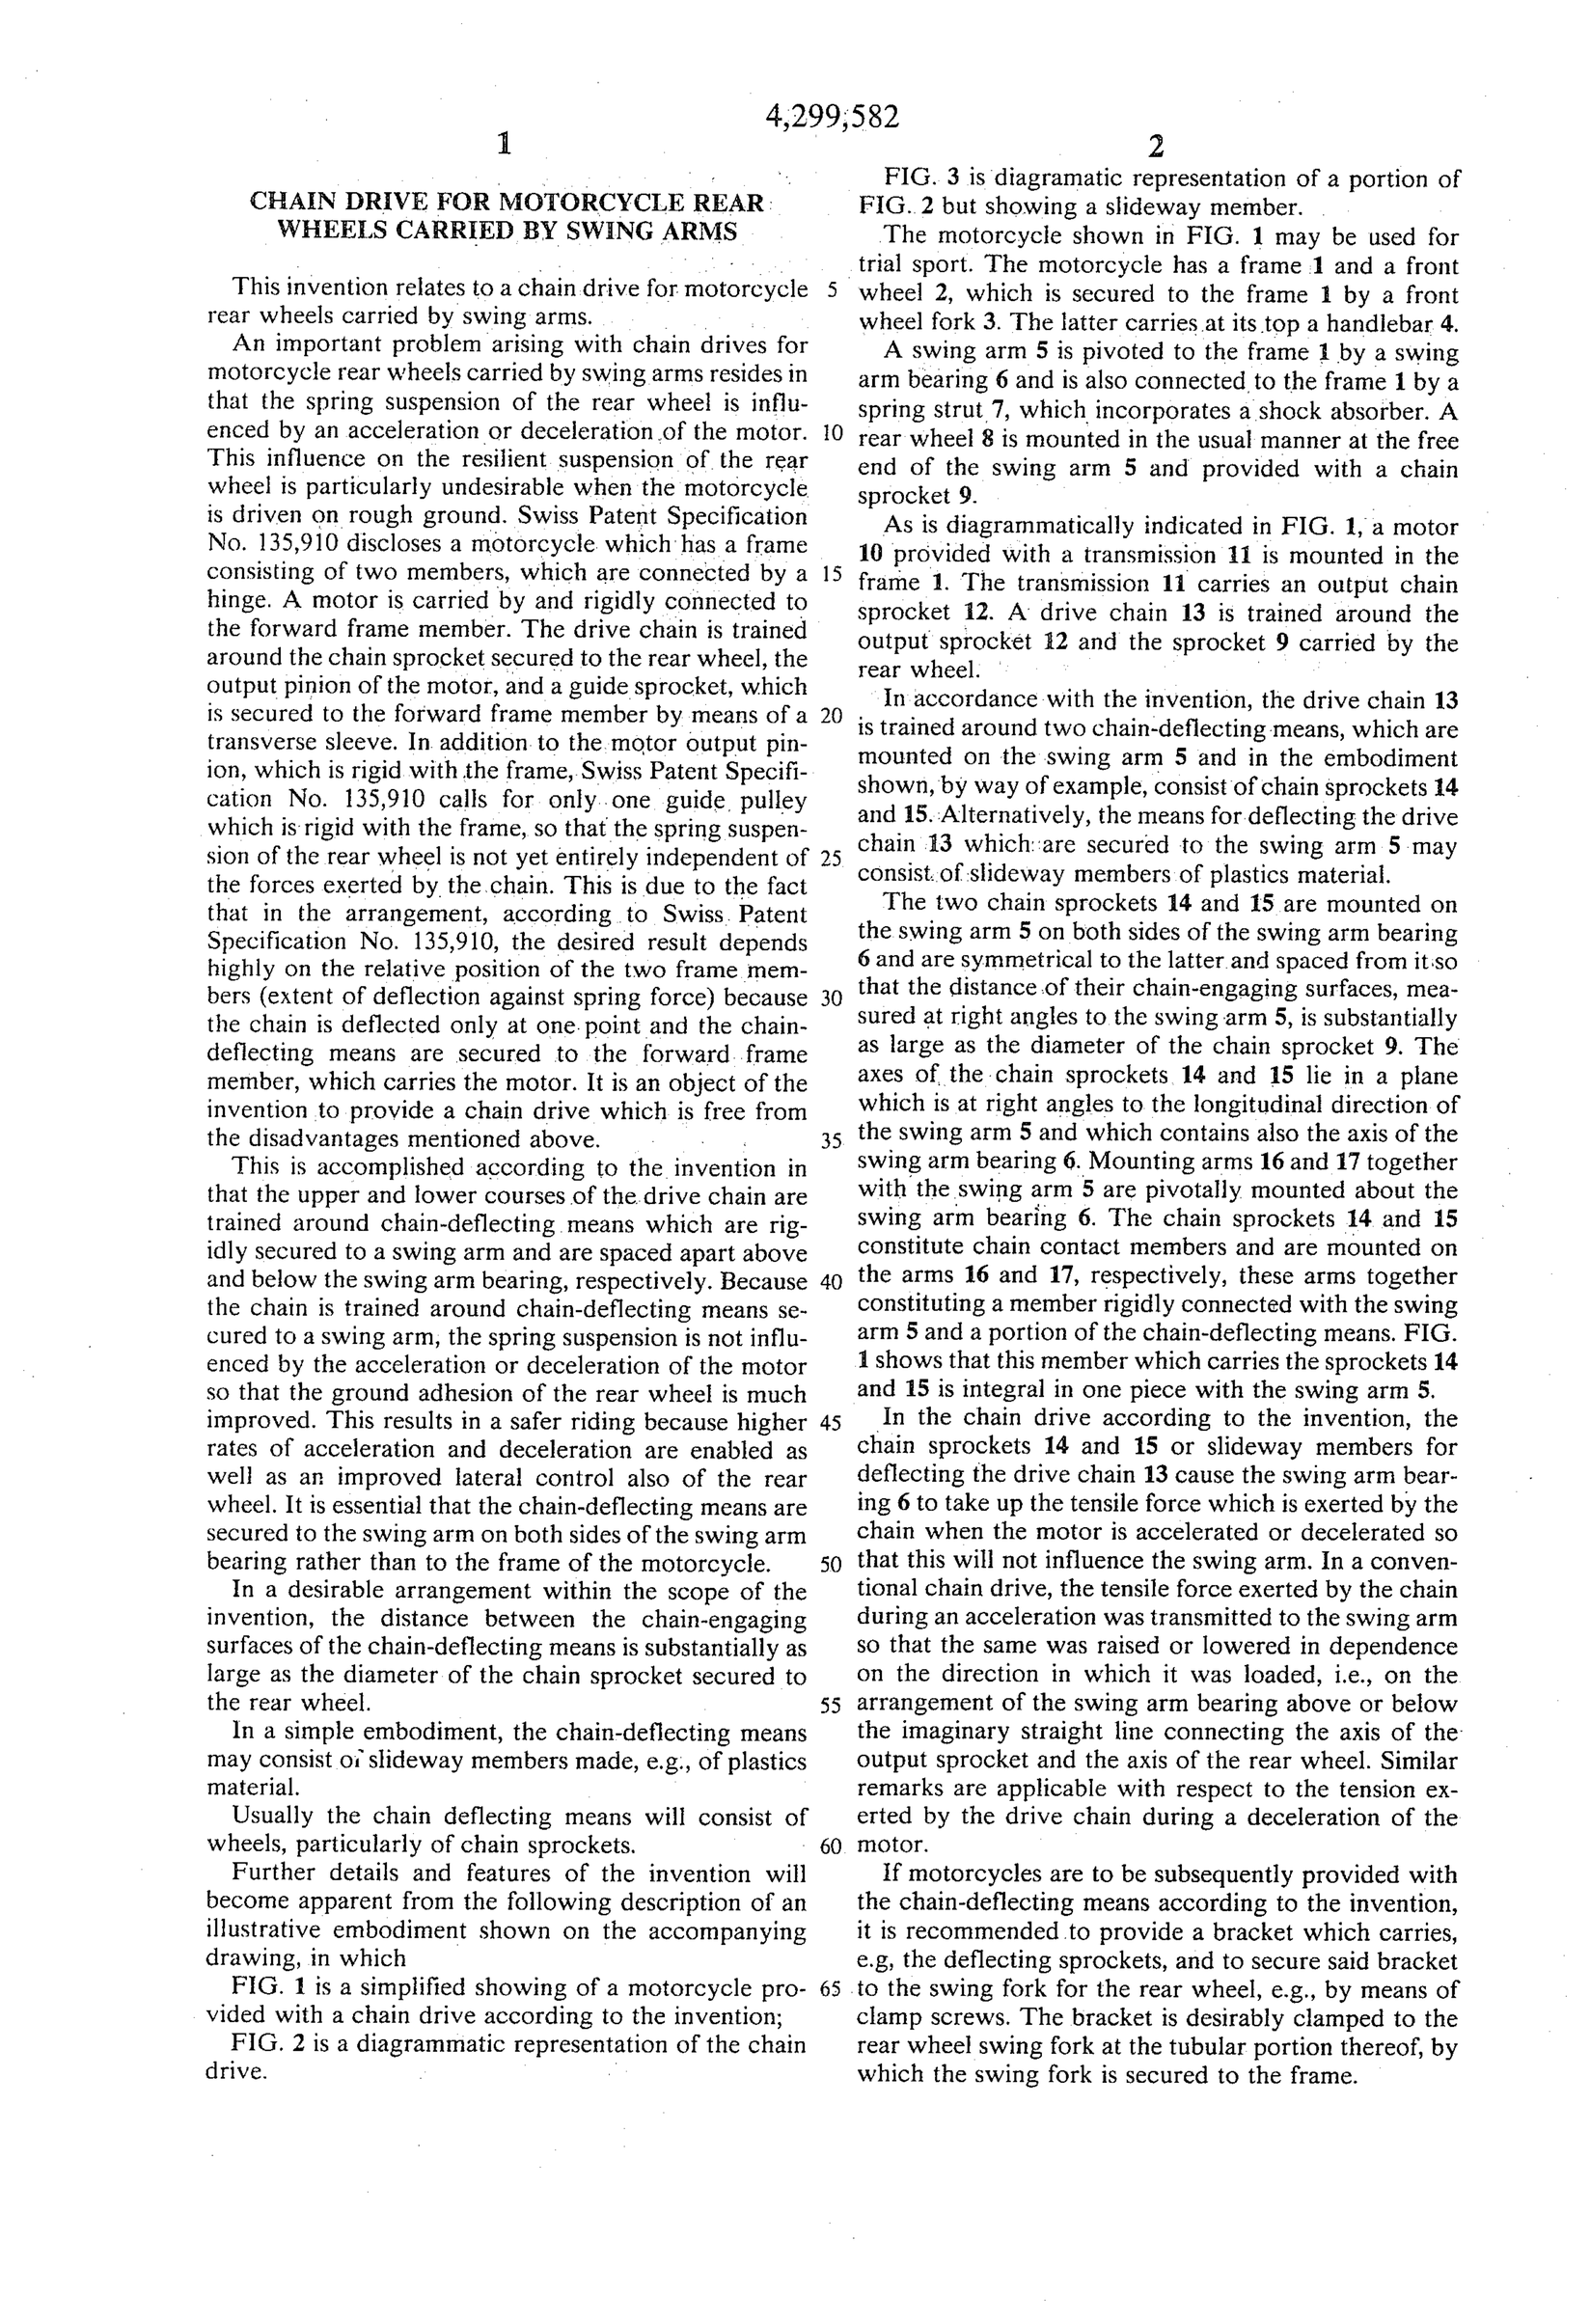 4,299,582
1
CHAIN DRIVE FOR MOTORCYCLE REAR
WHEELS CARRIED BY SWING ARMS
This invention relates to a chain drive for motorcycle
rear wheels carried by swing arms.
An important problem arising with chain drives for
motorcycle rear wheels carried by swing arms resides in
that the spring suspension of the rear wheel is influ-
enced by an acceleration or deceleration of the motor.
This influence on the resilient suspension of the rear
wheel is particularly undesirable when the motorcycle
is driven on rough ground. Swiss Patent Specification
No. 135,910 discloses a motorcycle which has a frame
consisting of two members, which are connected by a
hinge. A motor is carried by and rigidly connected to
the forward frame member. The drive chain is trained
around the chain sprocket secured to the rear wheel, the
output pinion of the motor, and a guide sprocket, which
is secured to the forward frame member by means of a
transverse sleeve. In addition to the motor output pin-
ion, which is rigid with the frame, Swiss Patent Specifi-
cation No. 135,910 calls for only one guide pulley
which is rigid with the frame, so that the spring suspen-
sion of the rear wheel is not yet entirely independent of
the forces exerted by the chain. This is due to the fact
that in the arrangement, according to Swiss Patent
Specification No. 135,910, the desired result depends
highly on the relative position of the two frame mem-
bers (extent of deflection against spring force) because
the chain is deflected only at one point and the chain-
deflecting means are secured to the forward frame
member, which carries the motor. It is an object of the
invention to provide a chain drive which is free from
the disadvantages mentioned above.
This is accomplished according to the invention in
that the upper and lower courses of the drive chain are
trained around chain-deflecting means which are rig-
idly secured to a swing arm and are spaced apart above
and below the swing arm bearing, respectively. Because
the chain is trained around chain-deflecting means se-
cured to a swing arm, the spring suspension is not influ-
enced by the acceleration or deceleration of the motor
so that the ground adhesion of the rear wheel is much
improved. This results in a safer riding because higher
rates of acceleration and deceleration are enabled as
well as an improved lateral control also of the rear
wheel. It is essential that the chain-deflecting means are
secured to the swing arm on both sides of the swing arm
bearing rather than to the frame of the motorcycle.
In a desirable arrangement within the scope of the
invention, the distance between the chain-engaging
surfaces of the chain-deflecting means is substantially as
large as the diameter of the chain sprocket secured to
the rear wheel.
In a simple embodiment, the chain-deflecting means
may consist of slideway members made, e.g., of plastics
material.
Usually the chain deflecting means will consist of
wheels, particularly of chain sprockets.
Further details and features of the invention will
become apparent from the following description of an
illustrative embodiment shown on the accompanying
drawing, in which
FIG. 1 is a simplified showing of a motorcycle pro-
vided with a chain drive according to the invention;
FIG. 2 is a diagrammatic representation of the chain
drive.
5
10
15
20
25
30
35
40
45
50
55
60
65
2
FIG. 3 is diagramatic representation of a portion of
FIG. 2 but showing a slideway member.
The motorcycle shown in FIG. 1 may be used for
trial sport. The motorcycle has a frame 1 and a front
wheel 2, which is secured to the frame 1 by a front
wheel fork 3. The latter carries at its top a handlebar 4.
A swing arm 5 is pivoted to the frame 1 by a swing
arm bearing 6 and is also connected to the frame 1 by a
spring strut 7, which incorporates a shock absorber. A
rear wheel 8 is mounted in the usual manner at the free
end of the swing arm 5 and provided with a chain
sprocket 9.
As is diagrammatically indicated in FIG. 1, a motor
10 provided with a transmission 11 is mounted in the
frame 1. The transmission 11 carries an output chain
sprocket 12. A drive chain 13 is trained around the
output sprocket 12 and the sprocket 9 carried by the
rear wheel.
In accordance with the invention, the drive chain 13
is trained around two chain-deflecting means, which are
mounted on the swing arm 5 and in the embodiment
shown, by way of example, consist of chain sprockets 14
and 15. Alternatively, the means for deflecting the drive
chain 13 which are secured to the swing arm 5 may
consist of slideway members of plastics material.
The two chain sprockets 14 and 15 are mounted on
the swing arm 5 on both sides of the swing arm bearing
6 and are symmetrical to the latter and spaced from it so
that the distance of their chain-engaging surfaces, mea-
sured at right angles to the swing arm 5, is substantially
as large as the diameter of the chain sprocket 9. The
axes of the chain sprockets 14 and 15 lie in a plane
which is at right angles to the longitudinal direction of
the swing arm 5 and which contains also the axis of the
swing arm bearing 6. Mounting arms 16 and 17 together
with the swing arm 5 are pivotally mounted about the
swing arm bearing 6. The chain sprockets 14 and 15
constitute chain contact members and are mounted on
the arms 16 and 17, respectively, these arms together
constituting a member rigidly connected with the swing
arm 5 and a portion of the chain-deflecting means. FIG.
1 shows that this member which carries the sprockets 14
and 15 is integral in one piece with the swing arm 5.
In the chain drive according to the invention, the
chain sprockets 14 and 15 or slideway members for
deflecting the drive chain 13 cause the swing arm bear-
ing 6 to take up the tensile force which is exerted by the
chain when the motor is accelerated or decelerated so
that this will not influence the swing arm. In a conven-
tional chain drive, the tensile force exerted by the chain
during an acceleration was transmitted to the swing arm
so that the same was raised or lowered in dependence
on the direction in which it was loaded, i.e., on the
arrangement of the swing arm bearing above or below
the imaginary straight line connecting the axis of the
output sprocket and the axis of the rear wheel. Similar
remarks are applicable with respect to the tension ex-
erted by the drive chain during a deceleration of the
motor.
If motorcycles are to be subsequently provided with
the chain-deflecting means according to the invention,
it is recommended to provide a bracket which carries,
e.g, the deflecting sprockets, and to secure said bracket
to the swing fork for the rear wheel, e.g., by means of
clamp screws. The bracket is desirably clamped to the
rear wheel swing fork at the tubular portion thereof, by
which the swing fork is secured to the frame.